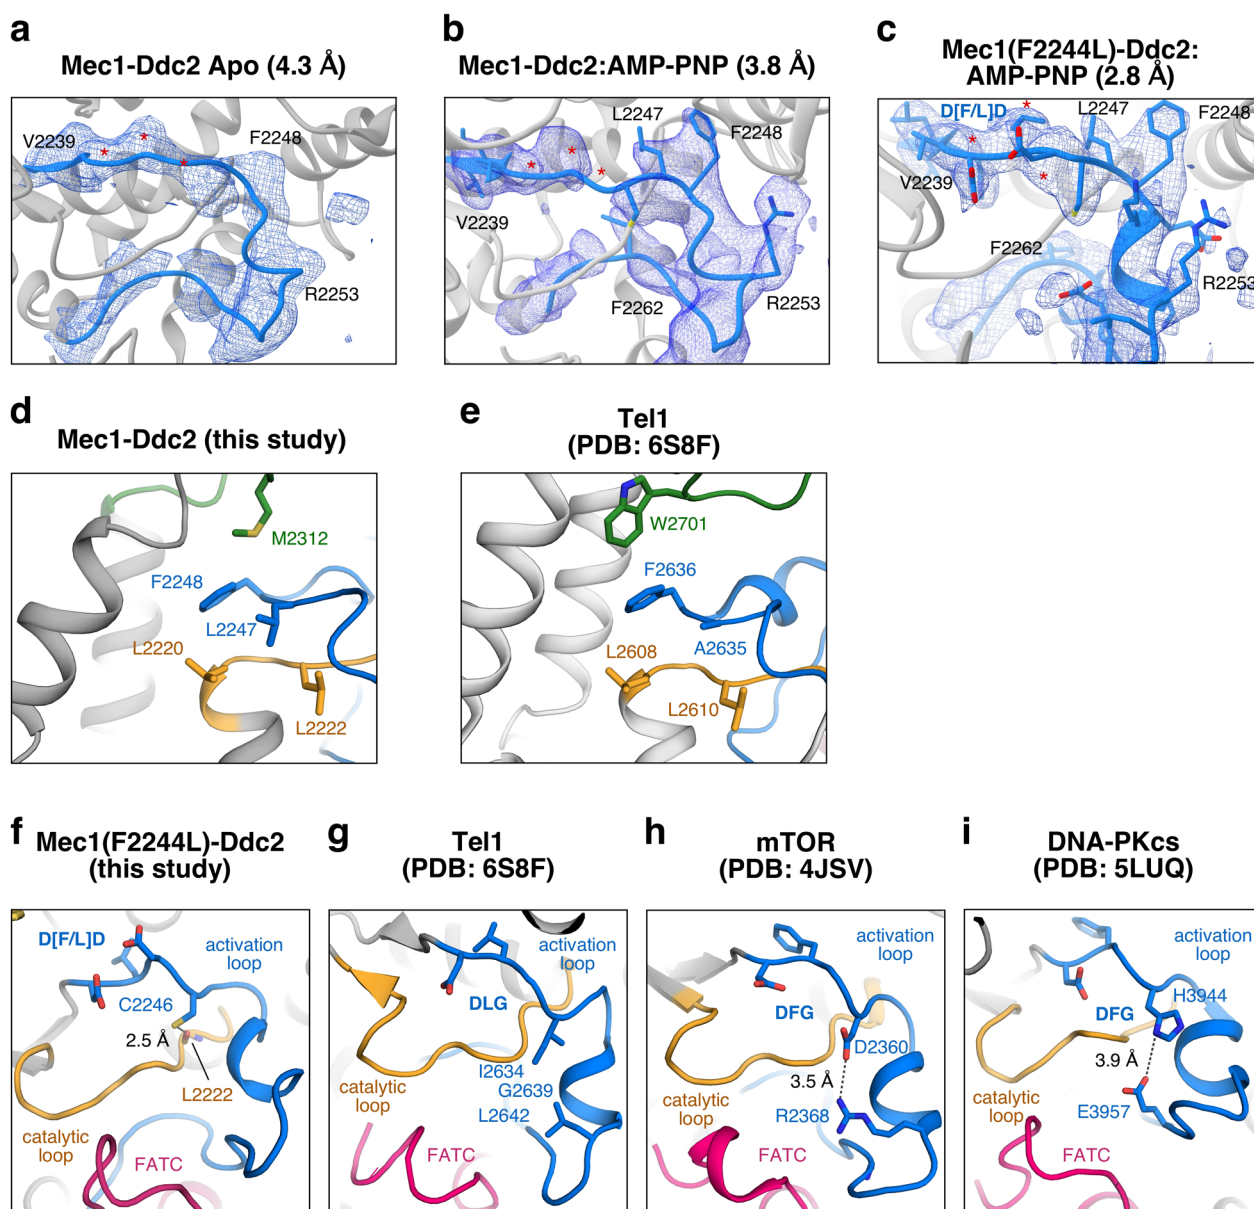 a
Mec1-Ddc2 Apo (4.3 Å)
V2239
*
*
*
F2248
R2253
b
Mec1-Ddc2:AMP-PNP (3.8 Å)
L2247
F2248
*
*
*
V2239
F2262
R2253
c
Mec1(F2244L)-Ddc2:
AMP-PNP (2.8 Å)
D[F/L]D
*
L2247
F2248
*
*
V2239
F2262
R2253
d
Mec1-Ddc2 (this study)
M2312
F2248
L2247
L2220
L2222
e
Tel1
(PDB: 6S8F)
W2701
F2636
L2608
A2635
L2610
f
Mec1(F2244L)-Ddc2
(this study)
D[F/L]D
activation
loop
C2246
2.5 Å
L2222
catalytic
loop
FATC
g
Tel1
(PDB: 6S8F)
activation
loop
DLG
I2634
G2639
L2642
catalytic
loop
FATC
h
mTOR
(PDB: 4JSV)
activation
loop
DFG
D2360
3.5 Å
R2368
catalytic
loop
FATC
i
DNA-PKcs
(PDB: 5LUQ)
activation
loop
H3944
DFG
3.9 Å
E3957
catalytic
loop
FATC